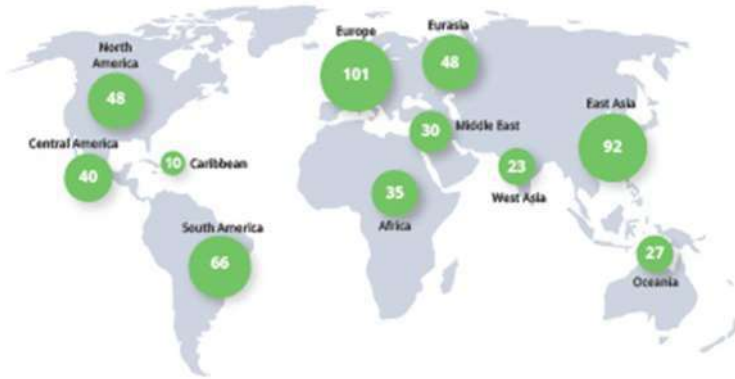 Europe
101
Eurasia
48
North
America
48
East Asia
92
Central America
40
10 Caribbean
30 Middle East
23
West Asia
35
Africa
South America
66
27
Oceania